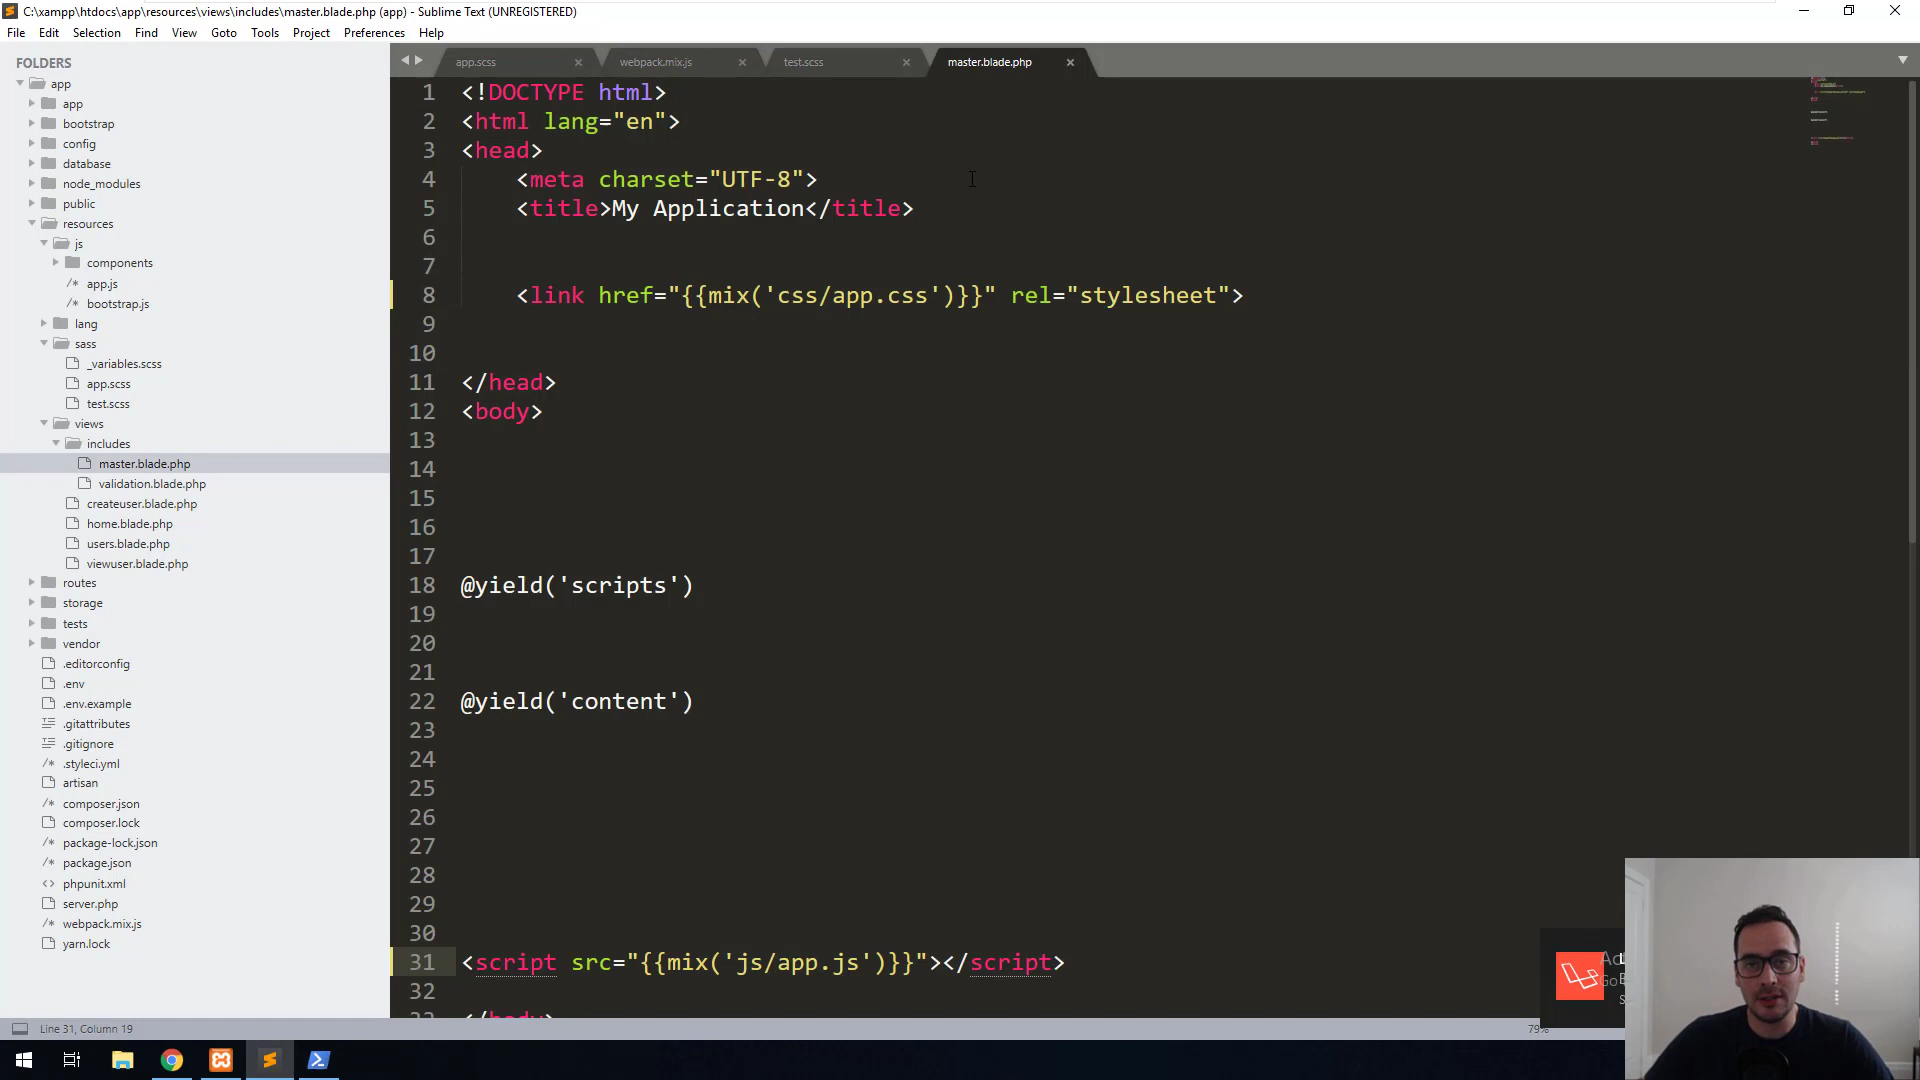 C:\xampp\htdocs\app\resources\views\includes\master.blade.php (app) - Sublime Text (UNREGISTERED)
File Edit Selection Find View Goto Tools Project Preferences Help
FOLDERS
app
app
bootstrap
config
database
node_modules
public
resources
js
components
/* app.js
/* bootstrap.js
lang
sass
_variables.scss
app.scss
test.scss
views
includes
master.blade.php
validation.blade.php
createuser.blade.php
home.blade.php
users.blade.php
viewuser.blade.php
routes
storage
tests
vendor
.editorconfig
.env
.env.example
.gitattributes
.gitignore
.styleci.yml
artisan
/* composer.json
composer.lock
/* package-lock.json
/* package.json
<> phpunit.xml
server.php
/* webpack.mix.js
yarn.lock
app.scss × webpack.mix.js × test.scss × master.blade.php ×
1 <!DOCTYPE html>
2 <html lang="en">
3 <head>
4 <meta charset="UTF-8">
5 <title>My Application</title>
6
7
8 <link href="{{mix('css/app.css')}}" rel="stylesheet">
9
10
11 </head>
12 <body>
13
14
15
16
17
18 @yield('scripts')
19
20
21
22 @yield('content')
23
24
25
26
27
28
29
30
31 <script src="{{mix('js/app.js')}}"></script>
32
33 </body>
Line 31, Column 19
79%